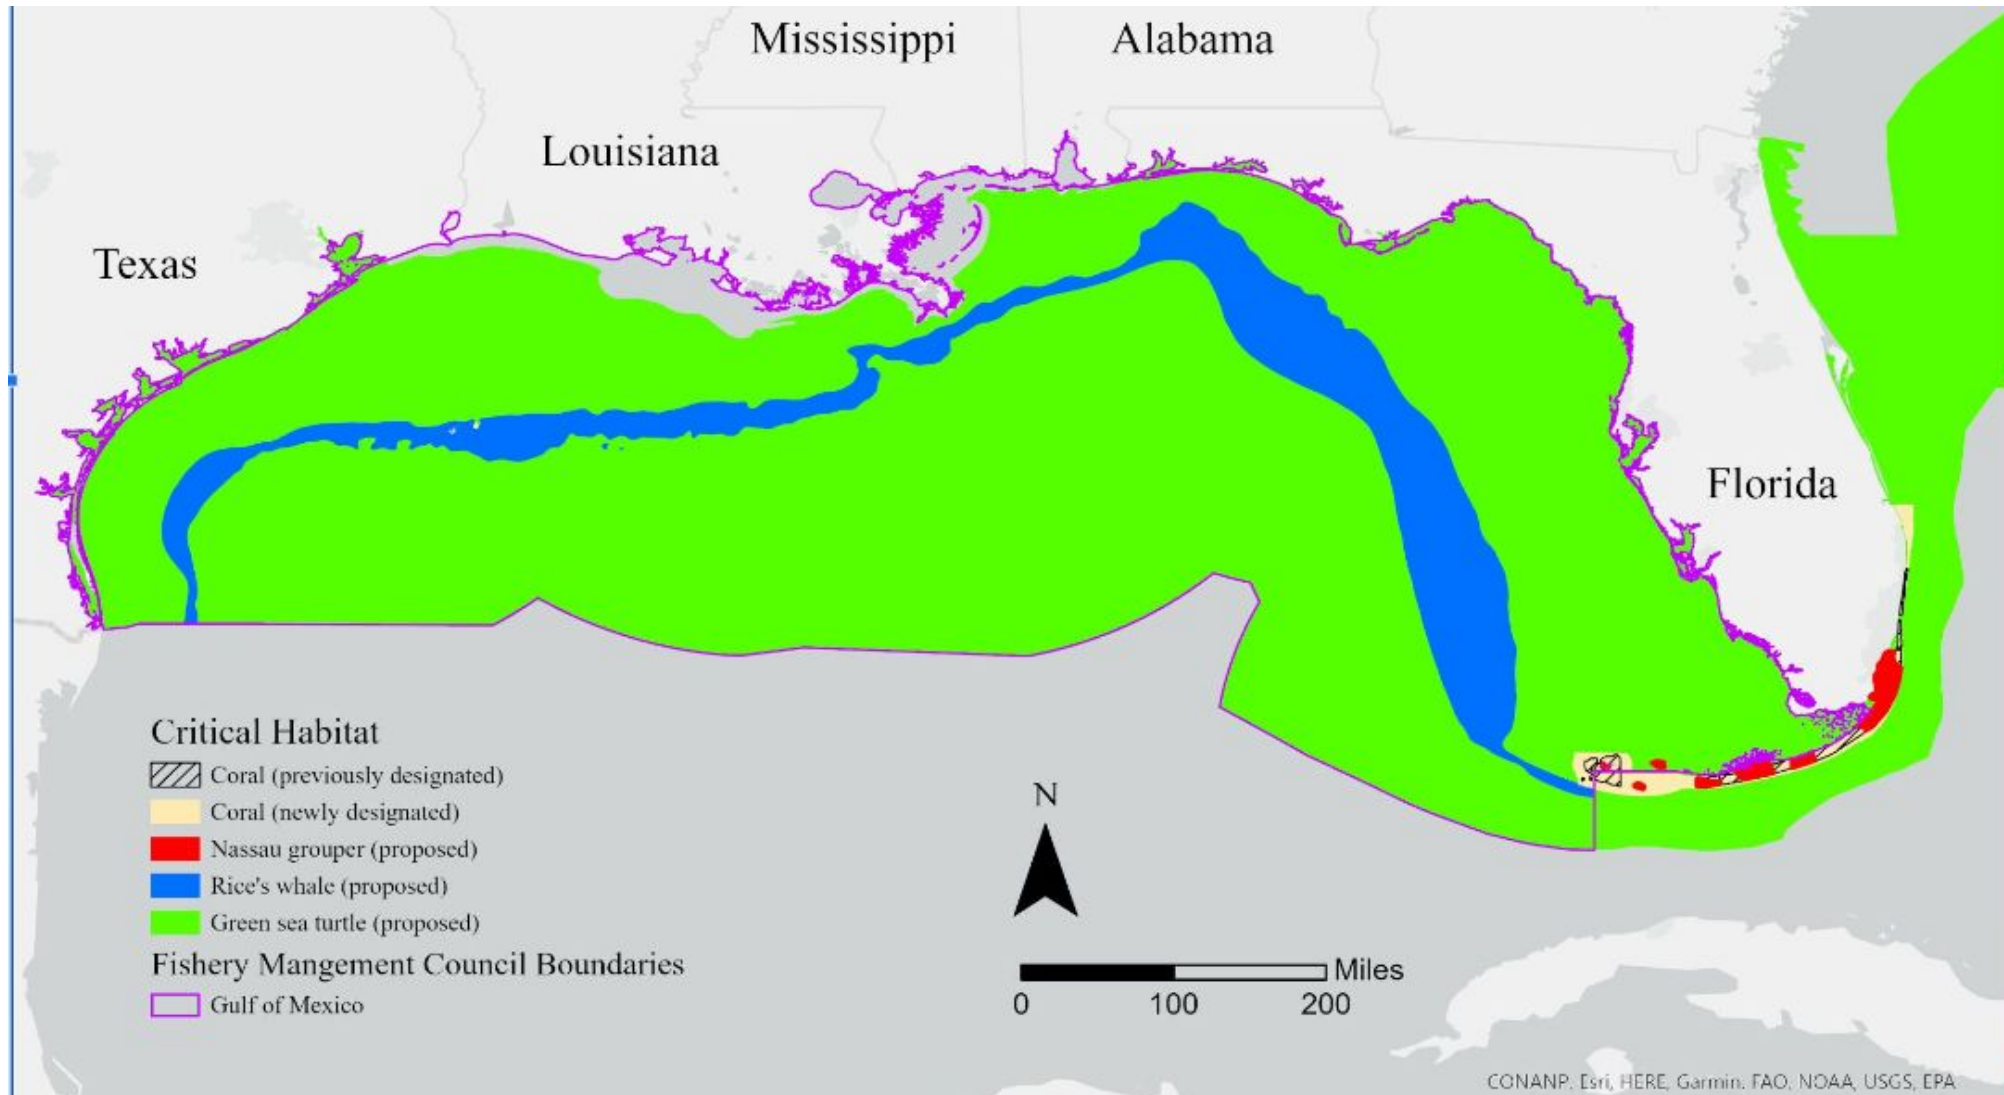 Mississippi
Alabama
Louisiana
Texas
Florida
Critical Habitat
Coral (previously designated)
Coral (newly designated)
Nassau grouper (proposed)
Rice's whale (proposed)
Green sea turtle (proposed)
Fishery Mangement Council Boundaries
Gulf of Mexico
N
Miles
0 100 200
CONANP, Esri, HERE, Garmin, FAO, NOAA, USGS, EPA